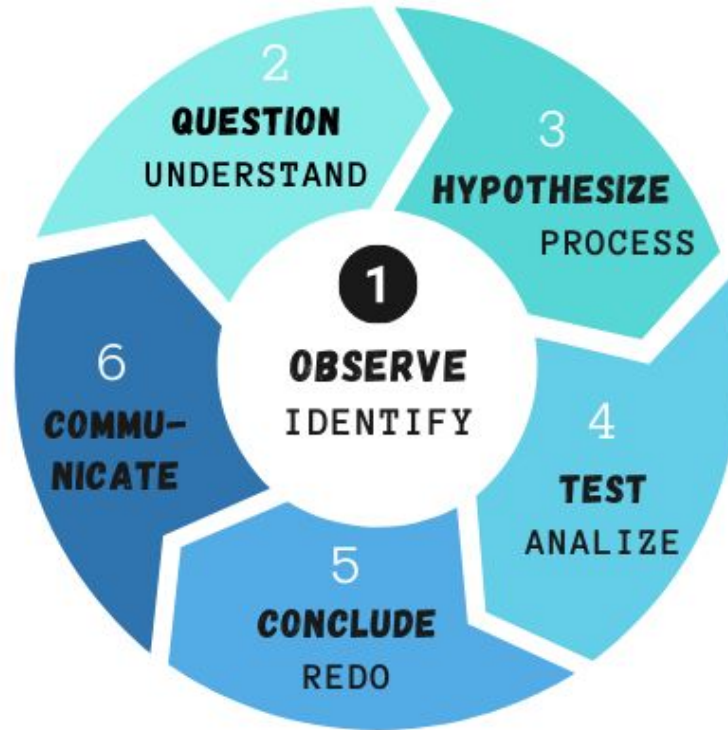 1
OBSERVE
IDENTIFY
2
QUESTION
UNDERSTAND
3
HYPOTHESIZE
PROCESS
4
TEST
ANALIZE
5
CONCLUDE
REDO
6
COMMU-
NICATE